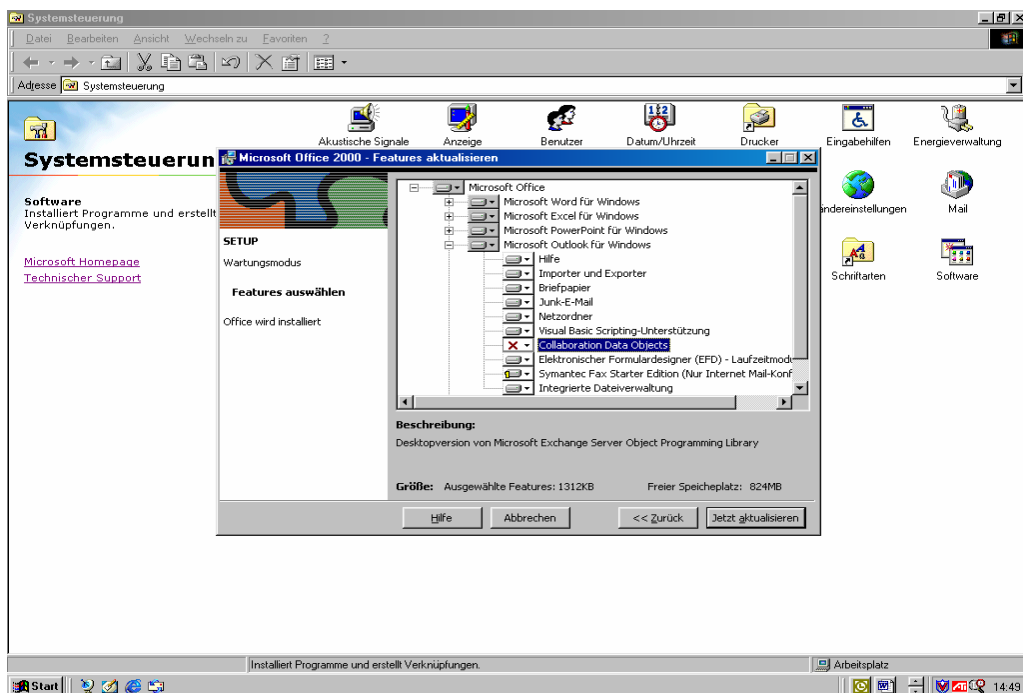 Systemsteuerung
Datei Bearbeiten Ansicht Wechseln zu Favoriten ?
Adresse Systemsteuerung
Systemsteuerun
Software
Installiert Programme und erstellt
Verknüpfungen.
Microsoft Homepage
Technischer Support
Akustische Signale Anzeige Benutzer Datum/Uhrzeit Drucker Eingabehilfen Energieverwaltung
ändereinstellungen Mail
Schriftarten Software
Microsoft Office 2000 - Features aktualisieren
SETUP
Wartungsmodus
Features auswählen
Office wird installiert
Microsoft Office
Microsoft Word für Windows
Microsoft Excel für Windows
Microsoft PowerPoint für Windows
Microsoft Outlook für Windows
Hilfe
Importer und Exporter
Briefpapier
Junk-E-Mail
Netzordner
Visual Basic Scripting-Unterstützung
Collaboration Data Objects
Elektronischer Formulardesigner (EFD) - Laufzeitmodu
Symantec Fax Starter Edition (Nur Internet Mail-Konf
Integrierte Dateiverwaltung
Beschreibung:
Desktopversion von Microsoft Exchange Server Object Programming Library
Größe: Ausgewählte Features: 1312KB Freier Speicheplatz: 824MB
Hilfe Abbrechen << Zurück Jetzt aktualisieren
Installiert Programme und erstellt Verknüpfungen. Arbeitsplatz
Start 14:49